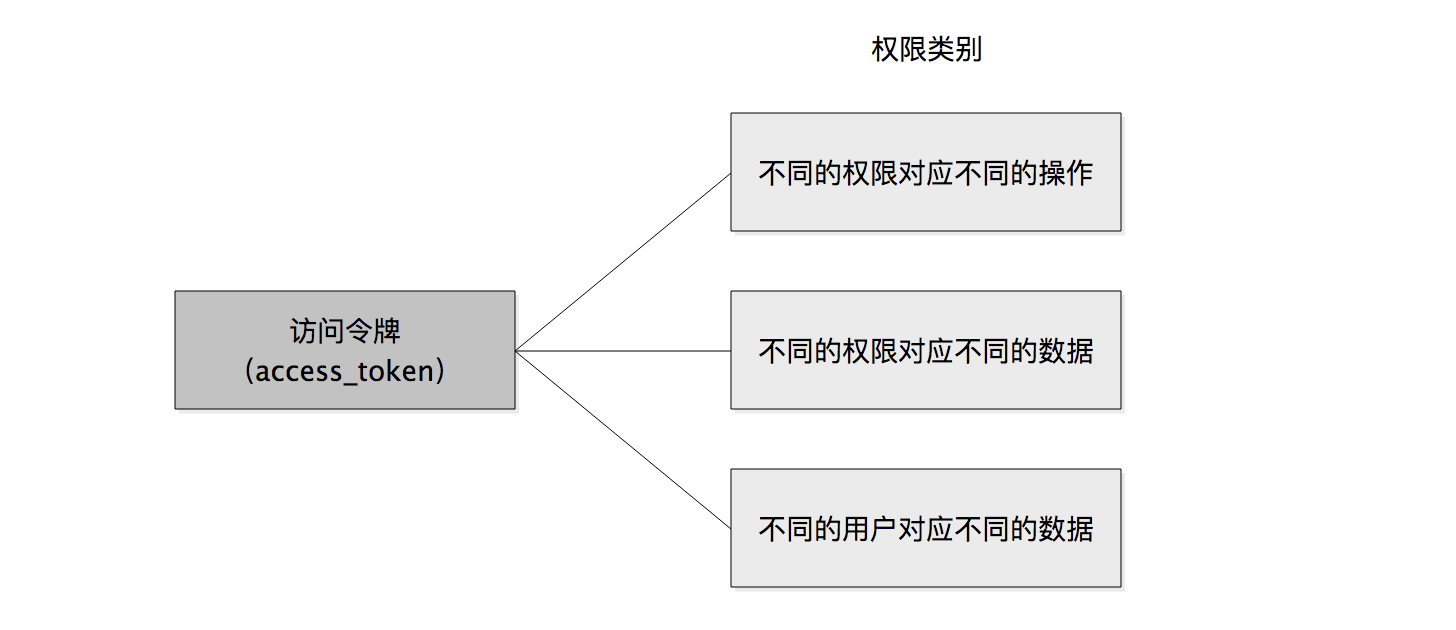 权限类别
不同的权限对应不同的操作
访问令牌
（access_token）
不同的权限对应不同的数据
不同的用户对应不同的数据